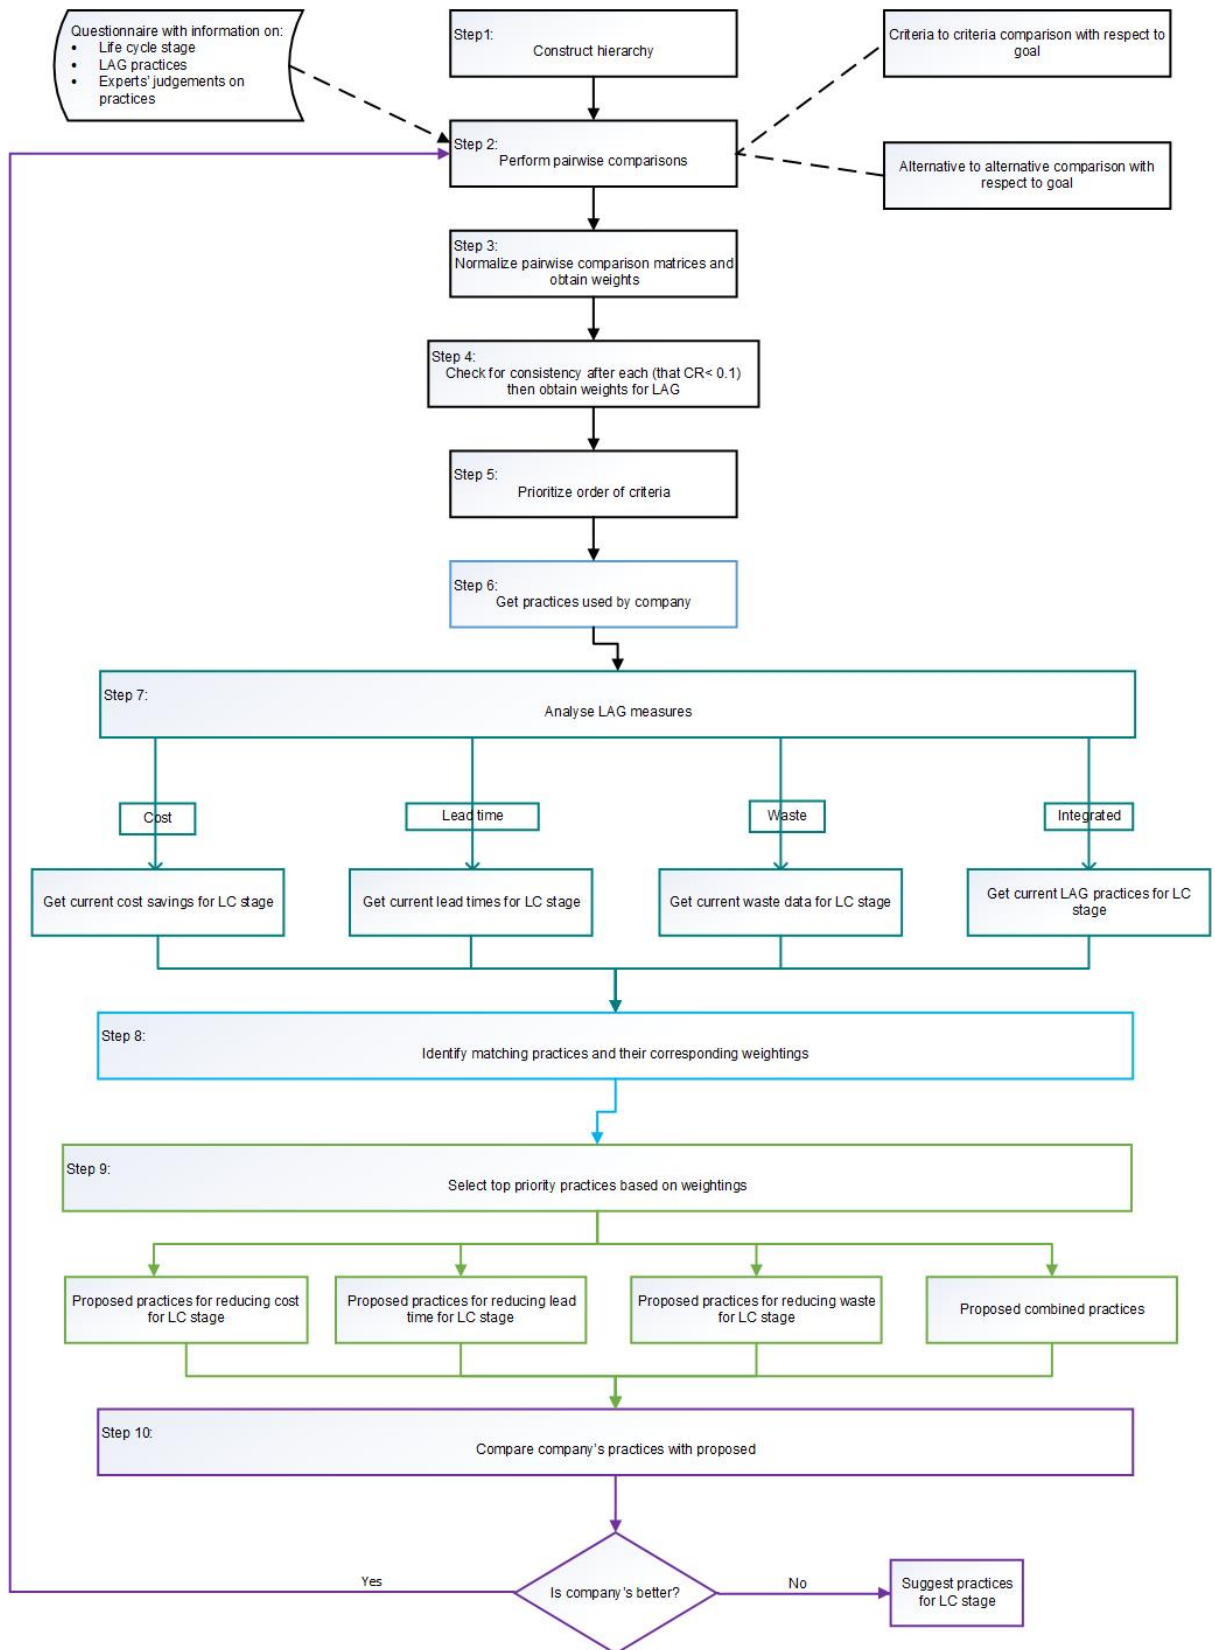 Questionnaire with information on:
• Life cycle stage
• LAG practices
• Experts' judgements on
practices
Step1:
Construct hierarchy
Criteria to criteria comparison with respect to
goal
Step 2:
Perform pairwise comparisons
Alternative to alternative comparison with
respect to goal
Step 3:
Normalize pairwise comparison matrices and
obtain weights
Step 4:
Check for consistency after each (that CR< 0.1)
then obtain weights for LAG
Step 5:
Prioritize order of criteria
Step 6:
Get practices used by company
Step 7:
Analyse LAG measures
Cost
Lead time
Waste
Integrated
Get current cost savings for LC stage
Get current lead times for LC stage
Get current waste data for LC stage
Get current LAG practices for LC
stage
Step 8:
Identify matching practices and their corresponding weightings
Step 9:
Select top priority practices based on weightings
Proposed practices for reducing cost
for LC stage
Proposed practices for reducing lead
time for LC stage
Proposed practices for reducing waste
for LC stage
Proposed combined practices
Step 10:
Compare company's practices with proposed
Is company's better?
Yes
No
Suggest practices
for LC stage